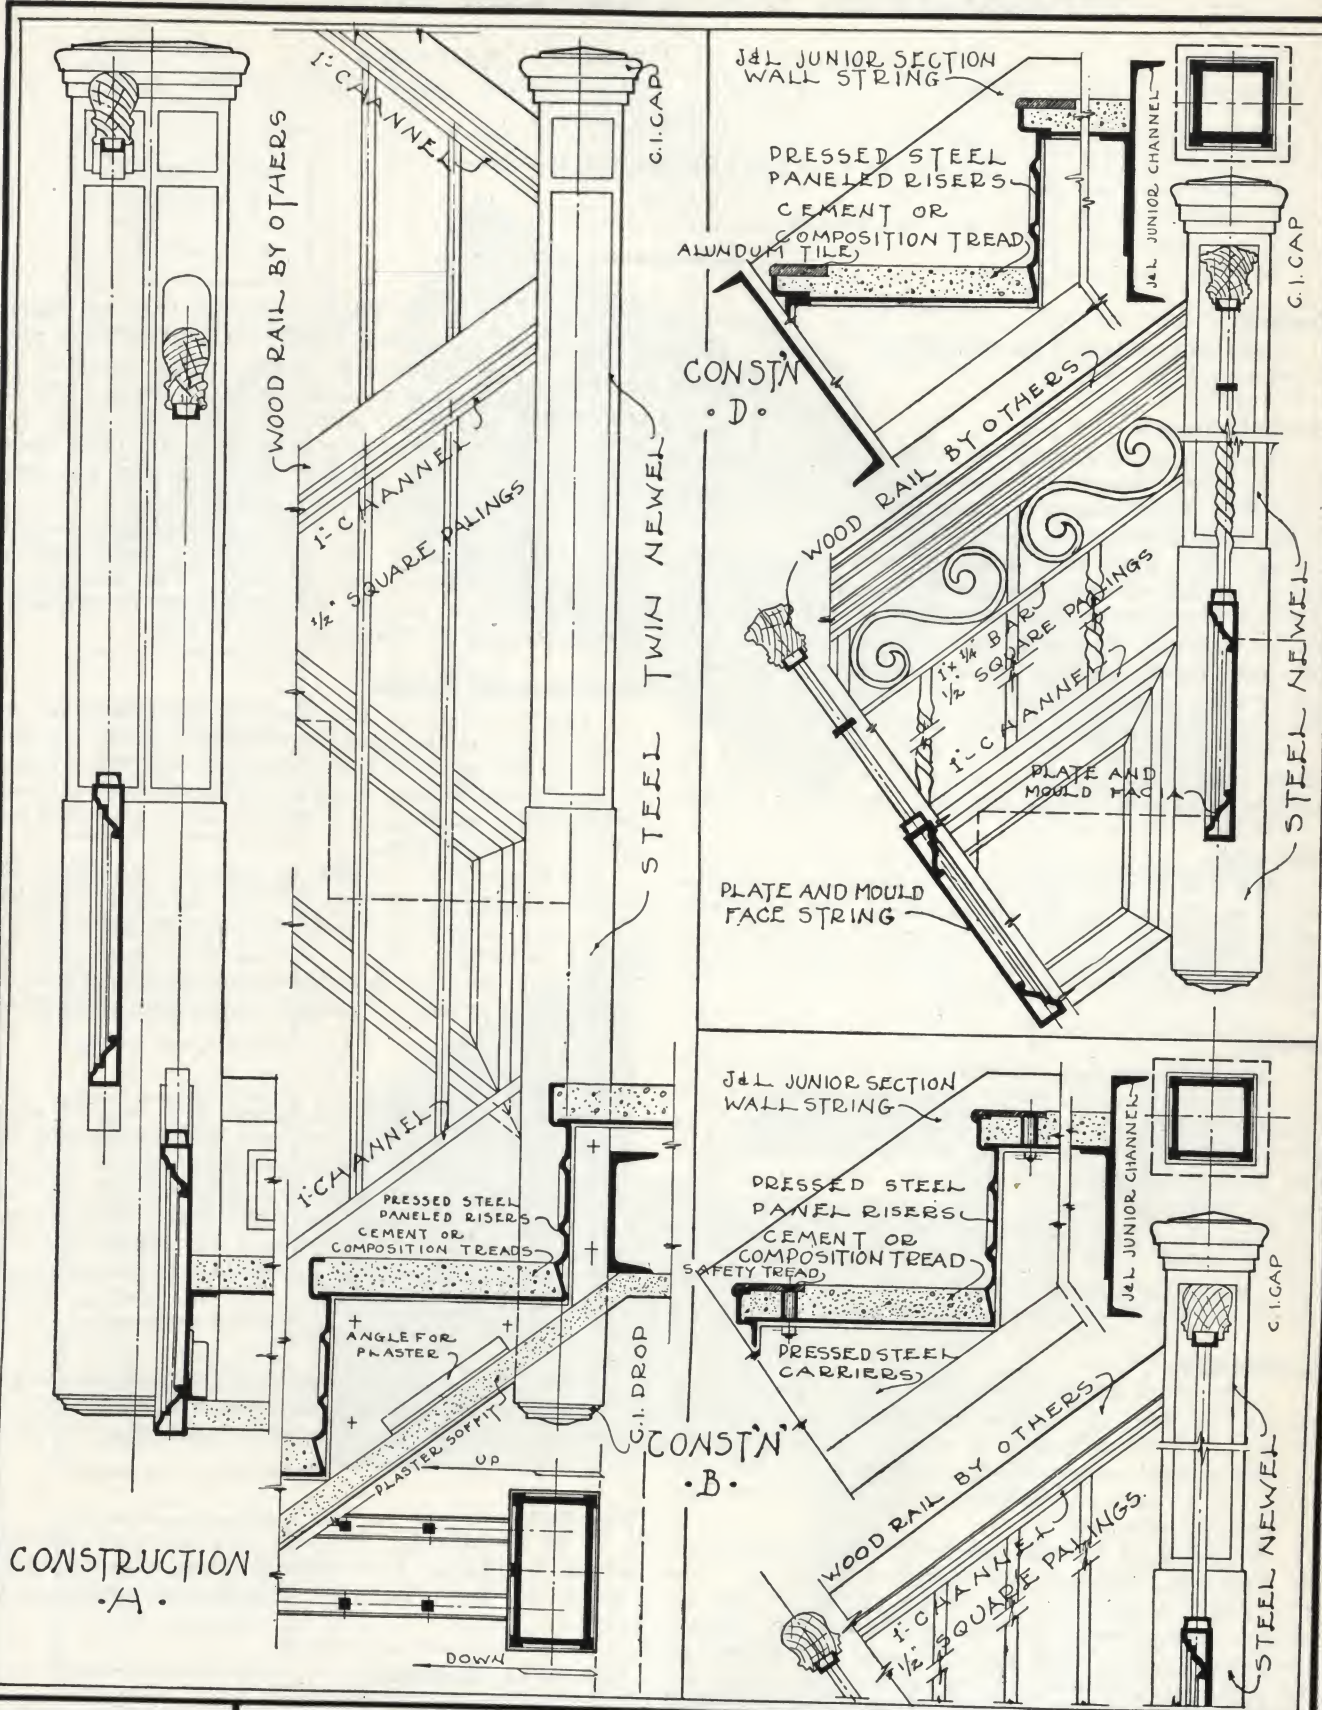 1" CHANNEL
C.I. CAP
WOOD RAIL BY OTHERS
1" CHANNEL
1/2" SQUARE PALINGS
STEEL TWIN NEWEL
1" CHANNEL
PRESSED STEEL
PANELED RISERS
CEMENT OR
COMPOSITION TREADS
ANGLE FOR
PLASTER
PLASTER SOFFIT
C.I. DROP
UP
DOWN
CONSTRUCTION
·A·
J&L JUNIOR SECTION
WALL STRING
PRESSED STEEL
PANELED RISERS
CEMENT OR
COMPOSITION TREAD
ALUNDUM TILE
J&L JUNIOR CHANNEL
C.I. CAP
CONST'N'
·D·
WOOD RAIL BY OTHERS
1" x 1/4" BAR
1/2" SQUARE PALINGS
1" CHANNEL
PLATE AND
MOULD FACIA
STEEL NEWEL
PLATE AND MOULD
FACE STRING
J&L JUNIOR SECTION
WALL STRING
PRESSED STEEL
PANEL RISERS
CEMENT OR
COMPOSITION TREAD
SAFETY TREAD
PRESSED STEEL
CARRIERS
J&L JUNIOR CHANNEL
C.I. CAP
CONST'N'
·B·
WOOD RAIL BY OTHERS
1" CHANNEL
1/2" SQUARE PALINGS.
STEEL NEWEL